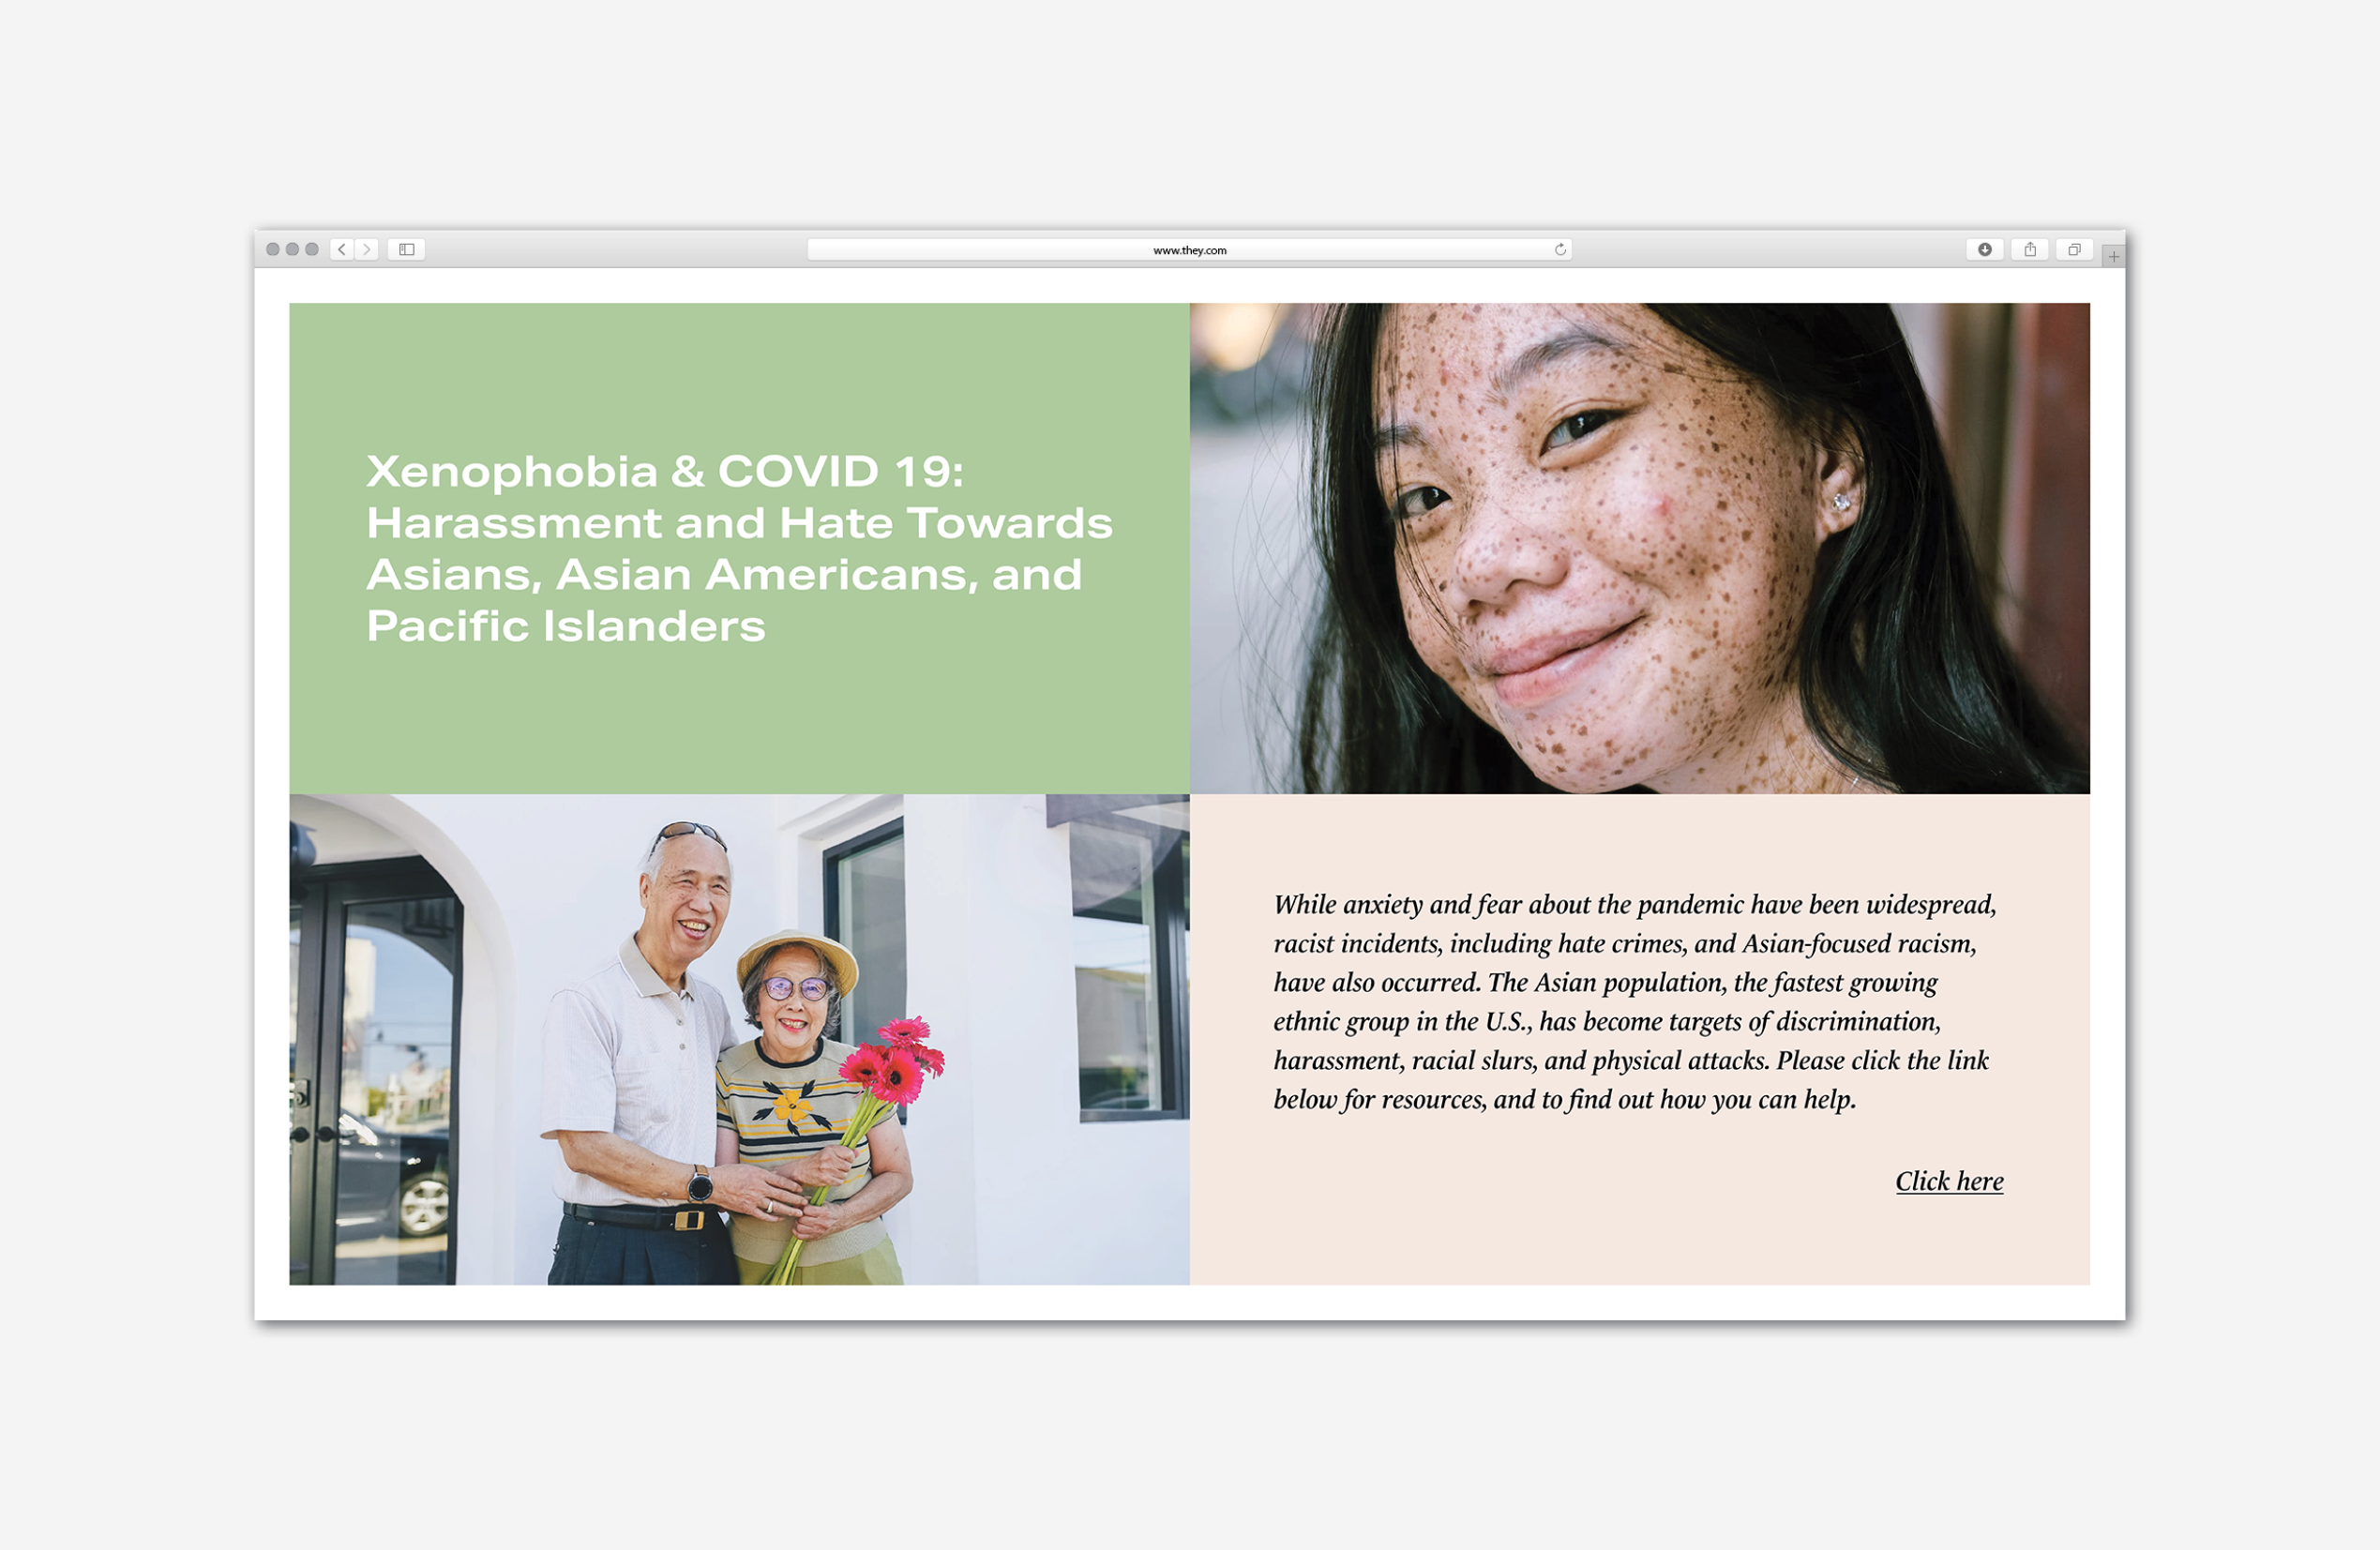 www.they.com
Xenophobia & COVID 19:
Harassment and Hate Towards
Asians, Asian Americans, and
Pacific Islanders
While anxiety and fear about the pandemic have been widespread,
racist incidents, including hate crimes, and Asian-focused racism,
have also occurred. The Asian population, the fastest growing
ethnic group in the U.S., has become targets of discrimination,
harassment, racial slurs, and physical attacks. Please click the link
below for resources, and to find out how you can help.
Click here